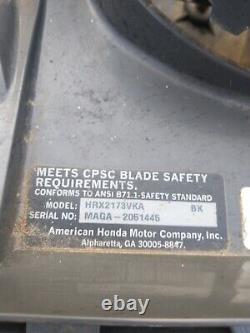 MEETS CPSC BLADE SAFETY
REQUIREMENTS.
CONFORMS TO ANSI B71.1-SAFETY STANDARD
MODEL: HRX2173VKA BK
SERIAL NO: MAGA-2061445
American Honda Motor Company, Inc.
Alpharetta, GA 30005-8847.